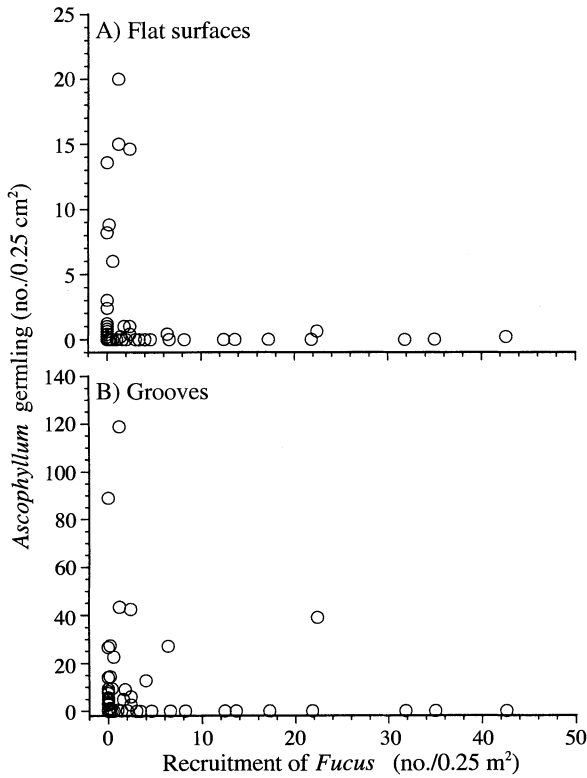 A) Flat surfaces
25
20
15
10
5
0
Ascophyllum germling (no./0.25 cm²)
B) Grooves
140
120
100
80
60
40
20
0
0 10 20 30 40 50
Recruitment of Fucus (no./0.25 m²)